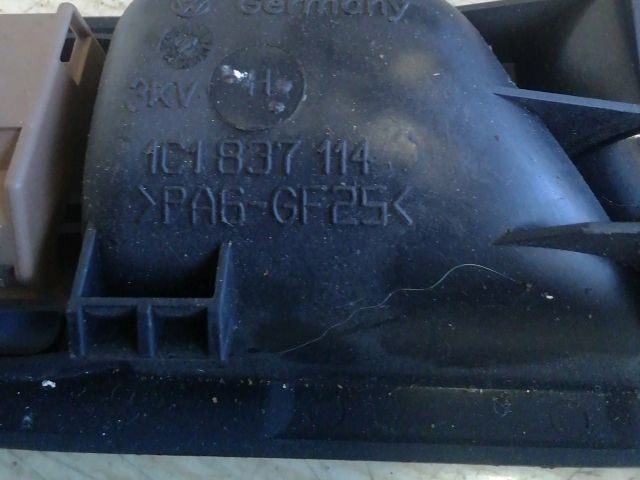 Germany
3KV
H
1C1 837 114
>PA6-GF25<